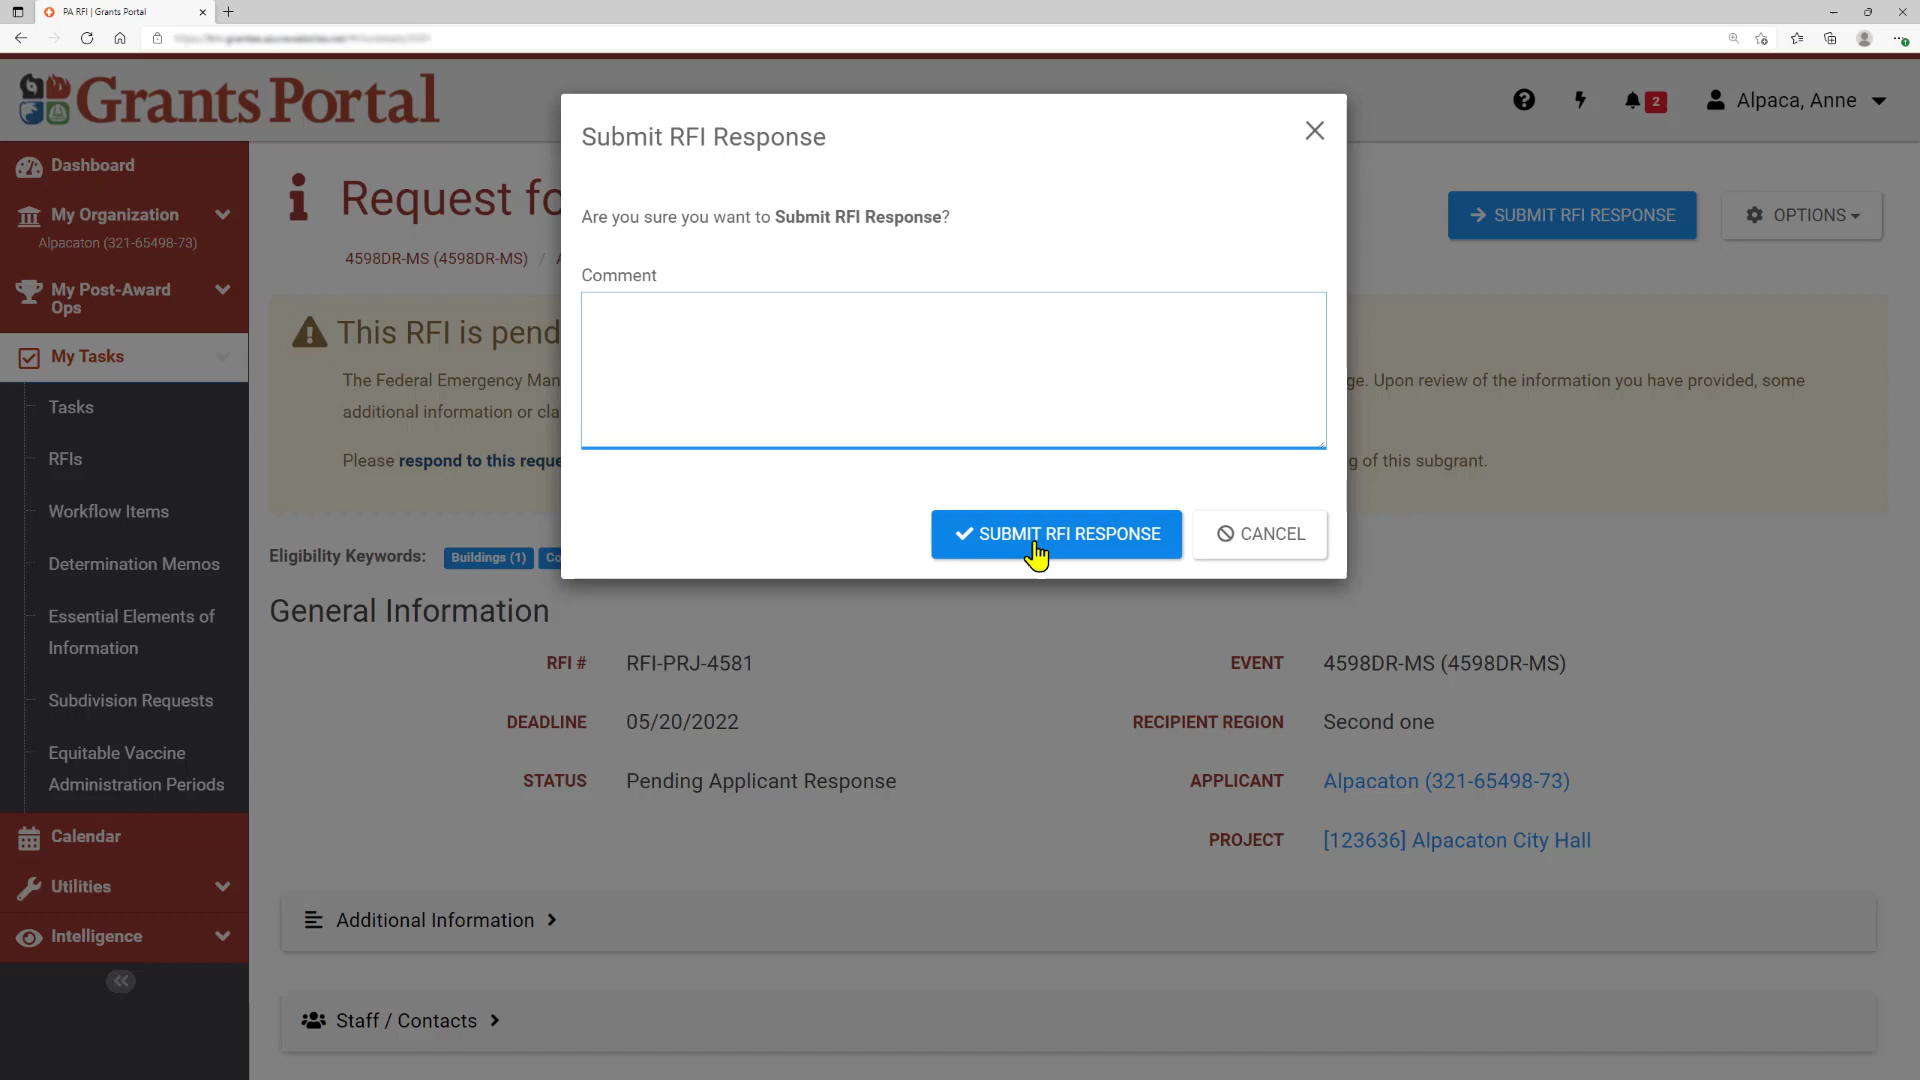 PA RFI | Grants Portal
Grants Portal
2
Alpaca, Anne
Dashboard
My Organization
Alpacaton (321-65498-73)
My Post-Award
Ops
My Tasks
Tasks
RFIs
Workflow Items
Determination Memos
Essential Elements of
Information
Subdivision Requests
Equitable Vaccine
Administration Periods
Calendar
Utilities
Intelligence
Request fo
SUBMIT RFI RESPONSE
OPTIONS
4598DR-MS (4598DR-MS) /
This RFI is pend
The Federal Emergency Man ge. Upon review of the information you have provided, some
additional information or cla
Please respond to this reque g of this subgrant.
Submit RFI Response
Are you sure you want to Submit RFI Response?
Comment
SUBMIT RFI RESPONSE
CANCEL
Eligibility Keywords: Buildings (1) Co
General Information
RFI # RFI-PRJ-4581
EVENT 4598DR-MS (4598DR-MS)
DEADLINE 05/20/2022
RECIPIENT REGION Second one
STATUS Pending Applicant Response
APPLICANT Alpacaton (321-65498-73)
PROJECT [123636] Alpacaton City Hall
Additional Information
Staff / Contacts